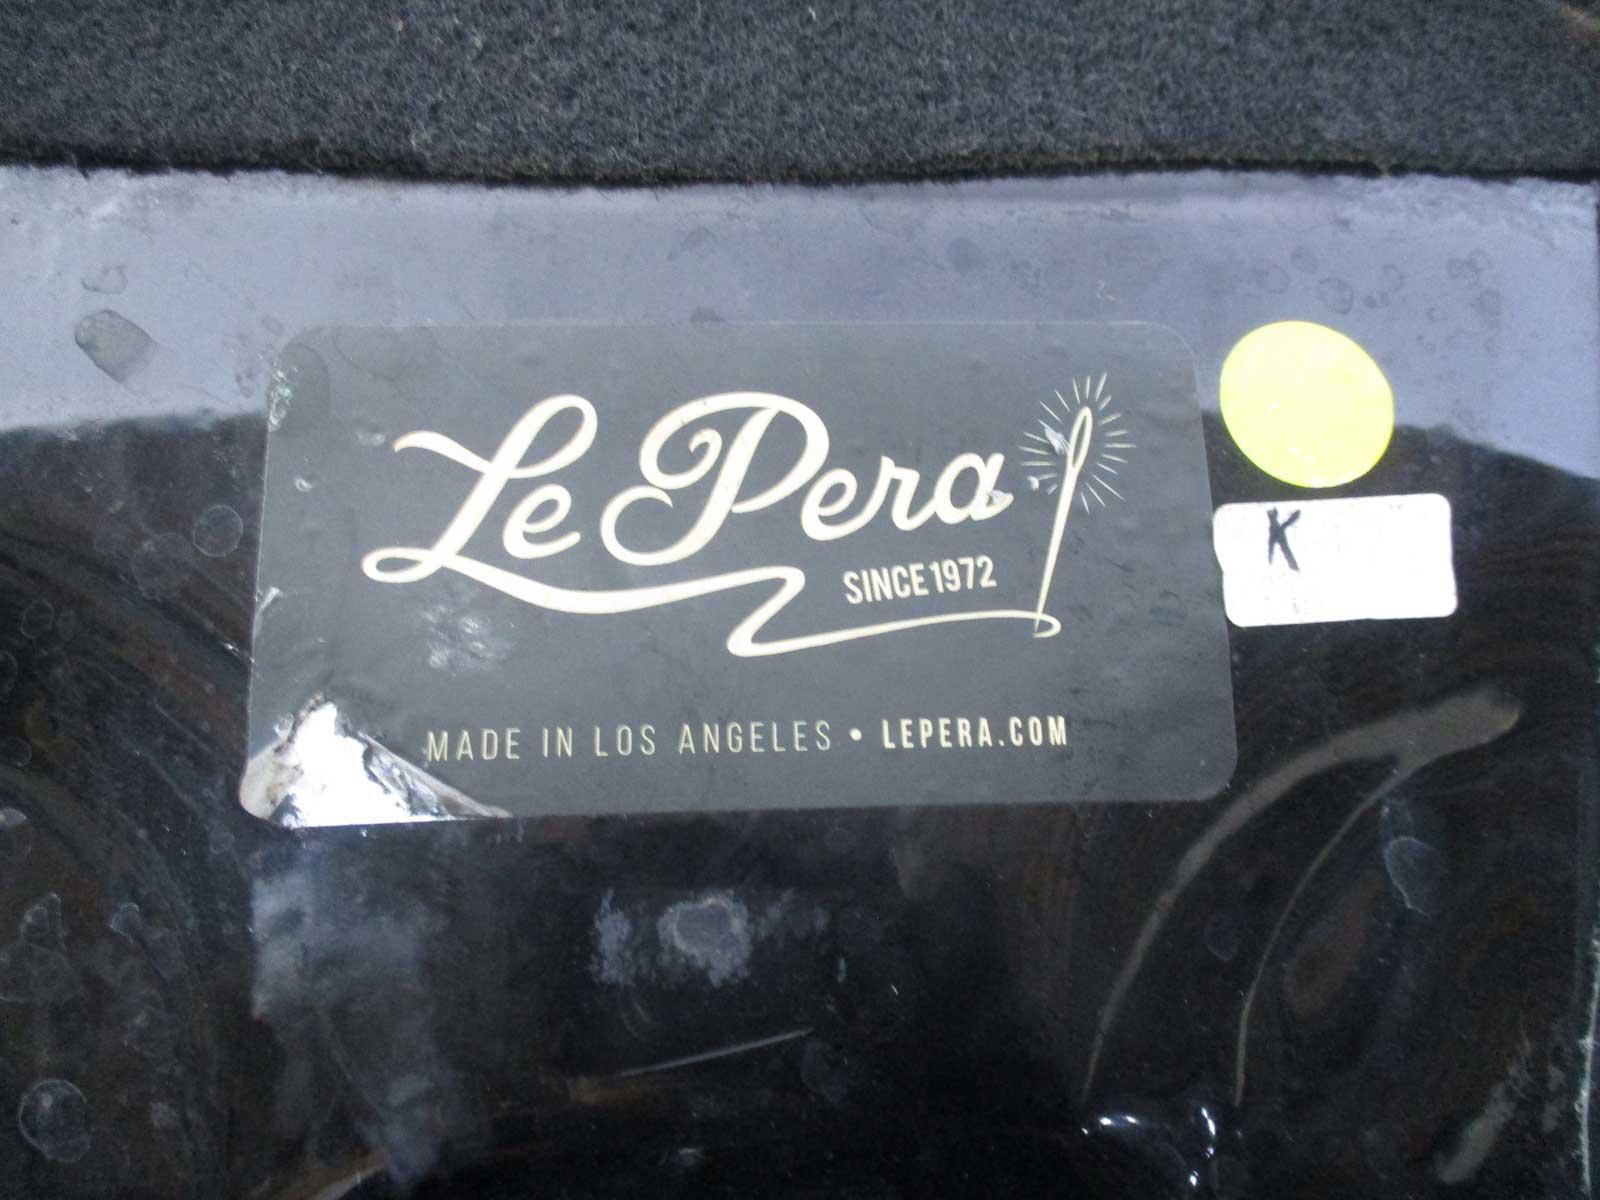 Le Pera
SINCE 1972
MADE IN LOS ANGELES • LEPERA.COM
K